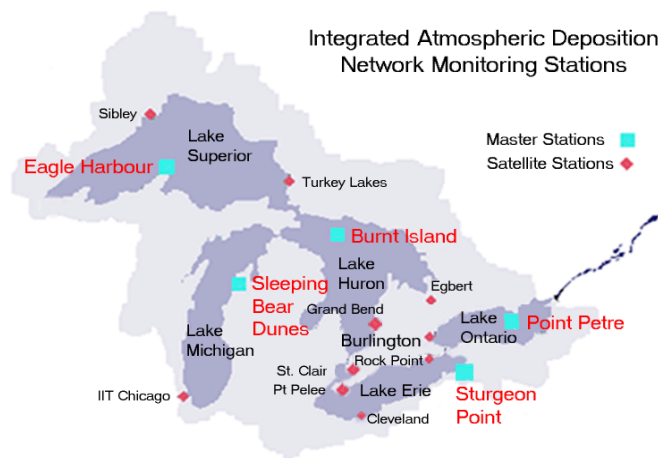 Integrated Atmospheric Deposition
Network Monitoring Stations
Sibley
Lake
Superior
Master Stations
Eagle Harbour
Satellite Stations
Turkey Lakes
Burnt Island
Lake
Huron
Sleeping
Bear
Dunes
Egbert
Grand Bend
Lake
Ontario
Point Petre
Lake
Michigan
Burlington
Rock Point
St. Clair
Pt Pelee
Lake Erie
Sturgeon
Point
IIT Chicago
Cleveland